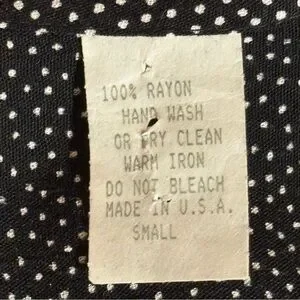 100% RAYON
HAND WASH
OR DRY CLEAN
WARM IRON
DO NOT BLEACH
MADE IN U.S.A.
SMALL